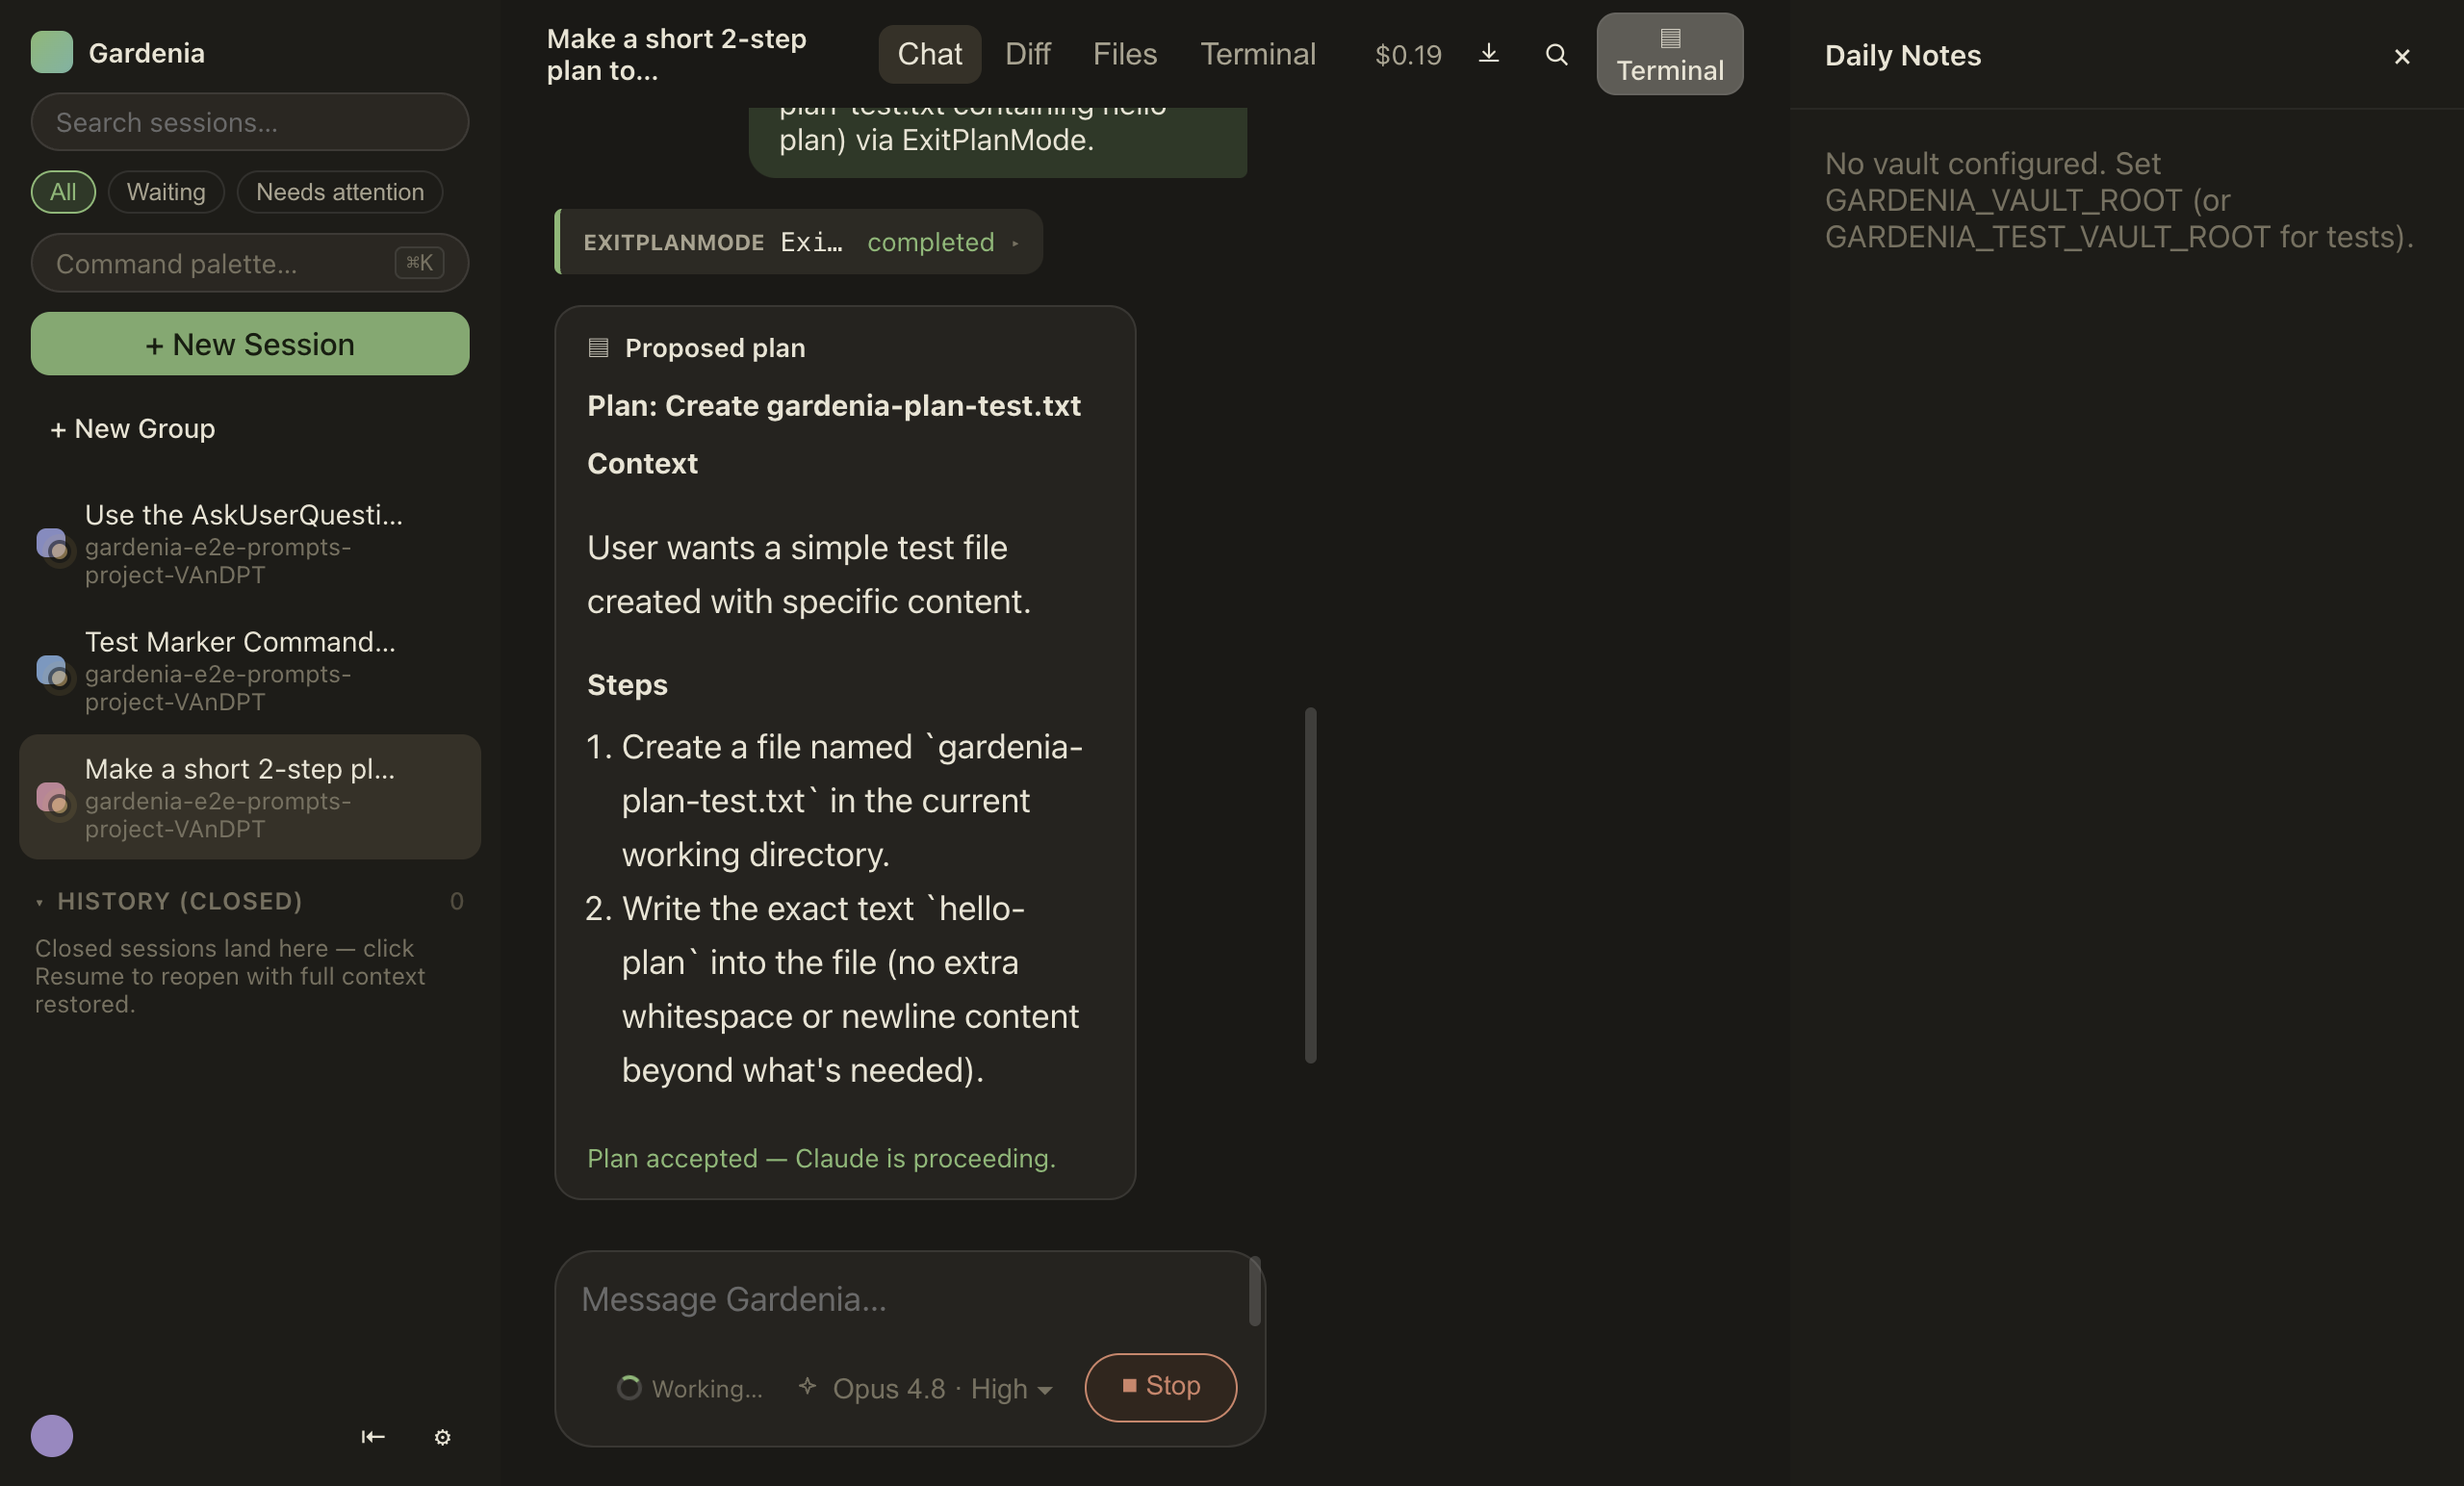 Gardenia
Search sessions...
All
Waiting
Needs attention
Command palette...
⌘K
+ New Session
+ New Group
Use the AskUserQuesti...
gardenia-e2e-prompts-
project-VAnDPT
Test Marker Command...
gardenia-e2e-prompts-
project-VAnDPT
Make a short 2-step pl...
gardenia-e2e-prompts-
project-VAnDPT
HISTORY (CLOSED)
0
Closed sessions land here — click
Resume to reopen with full context
restored.
Make a short 2-step
plan to...
Chat
Diff
Files
Terminal
$0.19
Terminal
plan-test.txt containing hello
plan) via ExitPlanMode.
EXITPLANMODE Exi... completed
Proposed plan
Plan: Create gardenia-plan-test.txt
Context
User wants a simple test file
created with specific content.
Steps
1. Create a file named `gardenia-
plan-test.txt` in the current
working directory.
2. Write the exact text `hello-
plan` into the file (no extra
whitespace or newline content
beyond what's needed).
Plan accepted — Claude is proceeding.
Message Gardenia...
Working...
Opus 4.8 · High
Stop
Daily Notes
No vault configured. Set
GARDENIA_VAULT_ROOT (or
GARDENIA_TEST_VAULT_ROOT for tests).